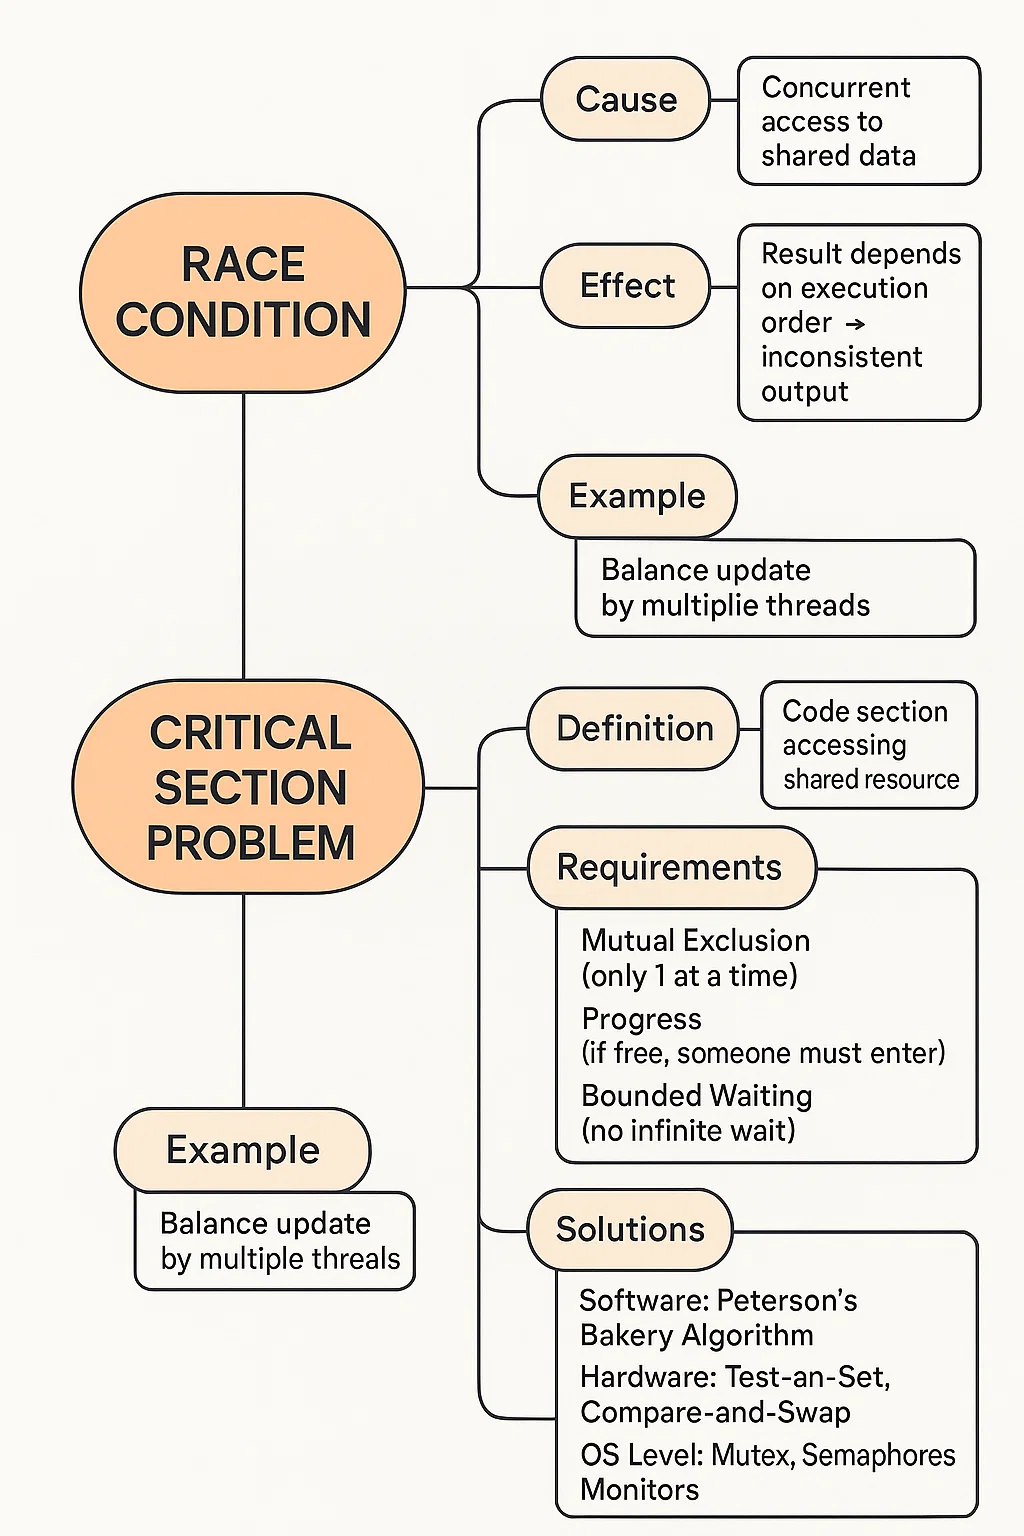 RACE
CONDITION
Cause
Concurrent
access to
shared data
Effect
Result depends
on execution
order →
inconsistent
output
Example
Balance update
by multiplie threads
CRITICAL
SECTION
PROBLEM
Definition
Code section
accessing
shared resource
Requirements
Mutual Exclusion
(only 1 at a time)
Progress
(if free, someone must enter)
Bounded Waiting
(no infinite wait)
Example
Balance update
by multiple threals
Solutions
Software: Peterson’s
Bakery Algorithm
Hardware: Test-an-Set,
Compare-and-Swap
OS Level: Mutex, Semaphores
Monitors